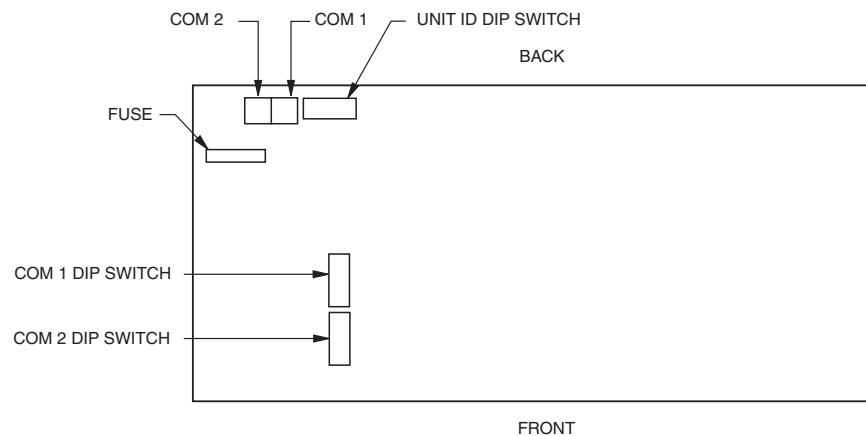 COM 2
COM 1
UNIT ID DIP SWITCH
BACK
FUSE
COM 1 DIP SWITCH
COM 2 DIP SWITCH
FRONT